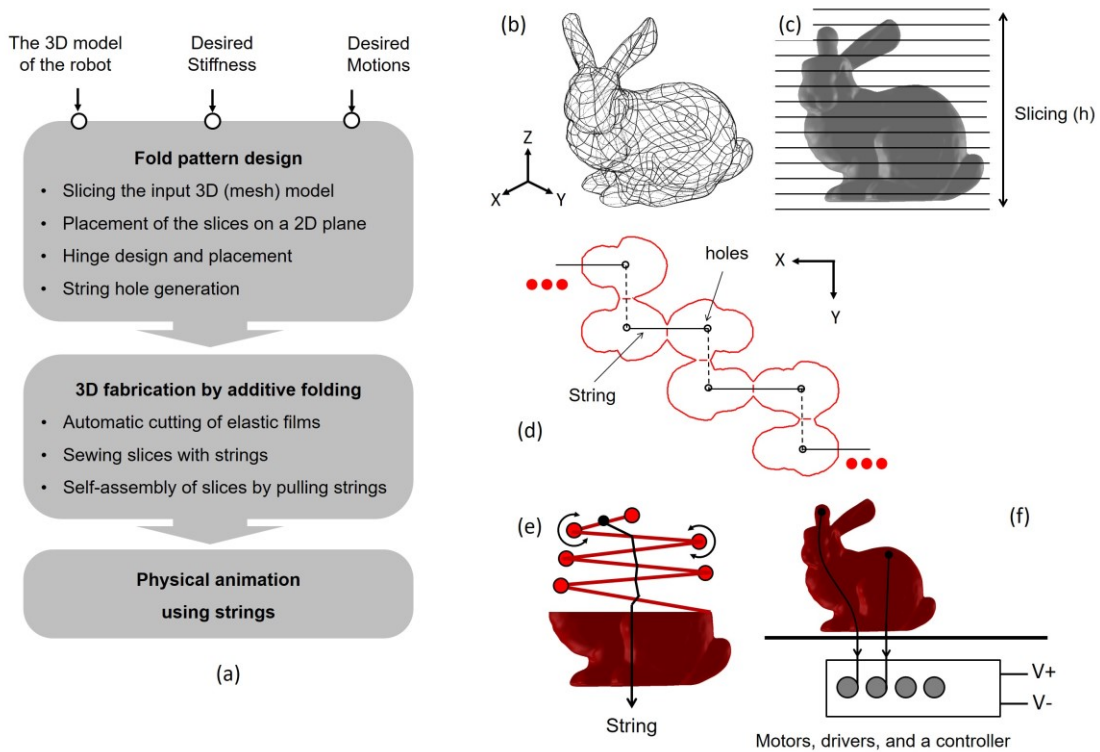 The 3D model
of the robot
Desired
Stiffness
Desired
Motions
Fold pattern design
• Slicing the input 3D (mesh) model
• Placement of the slices on a 2D plane
• Hinge design and placement
• String hole generation
3D fabrication by additive folding
• Automatic cutting of elastic films
• Sewing slices with strings
• Self-assembly of slices by pulling strings
Physical animation
using strings
(a)
(b)
Z
X
Y
(c)
Slicing (h)
holes
X
Y
String
(d)
(e)
String
(f)
V+
V-
Motors, drivers, and a controller